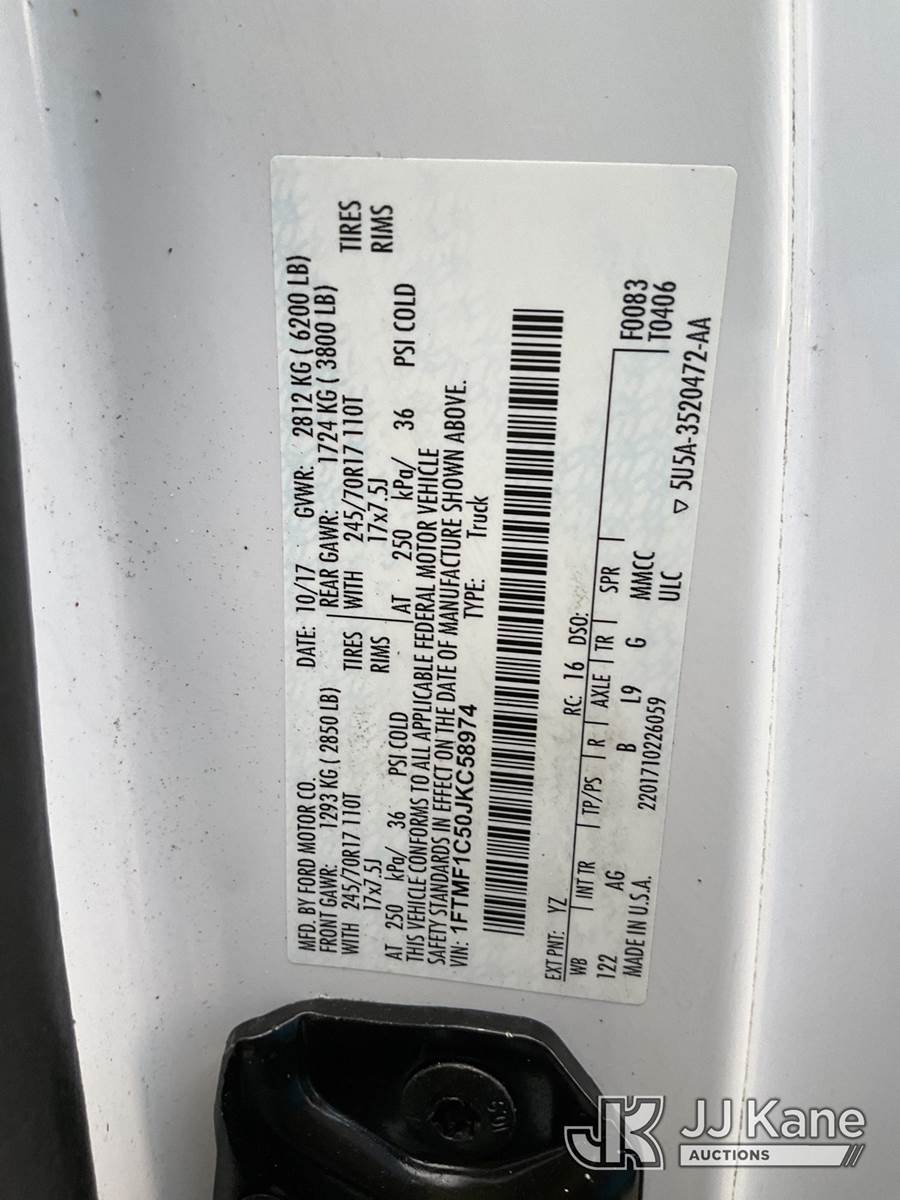 MFD. BY FORD MOTOR CO. DATE: 10/17 GVWR: 2812 KG ( 6200 LB)
FRONT GAWR: 1293 KG ( 2850 LB) REAR GAWR: 1724 KG ( 3800 LB)
WITH 245/70R17 110T TIRES WITH 245/70R17 110T TIRES
17x7.5J RIMS 17x7.5J RIMS
AT 250 kPa/ 36 PSI COLD AT 250 kPa/ 36 PSI COLD
THIS VEHICLE CONFORMS TO ALL APPLICABLE FEDERAL MOTOR VEHICLE
SAFETY STANDARDS IN EFFECT ON THE DATE OF MANUFACTURE SHOWN ABOVE.
VIN: 1FTMF1C50JKC58974 TYPE: Truck
EXT PNT: YZ RC: 16 DSO:
WB INT TR TP/PS R AXLE TR SPR F0083
122 AG B L9 G MMCC T0406
MADE IN U.S.A. 2201710226059 ULC
▽ 5U5A-3520472-AA
JK JJ Kane
AUCTIONS